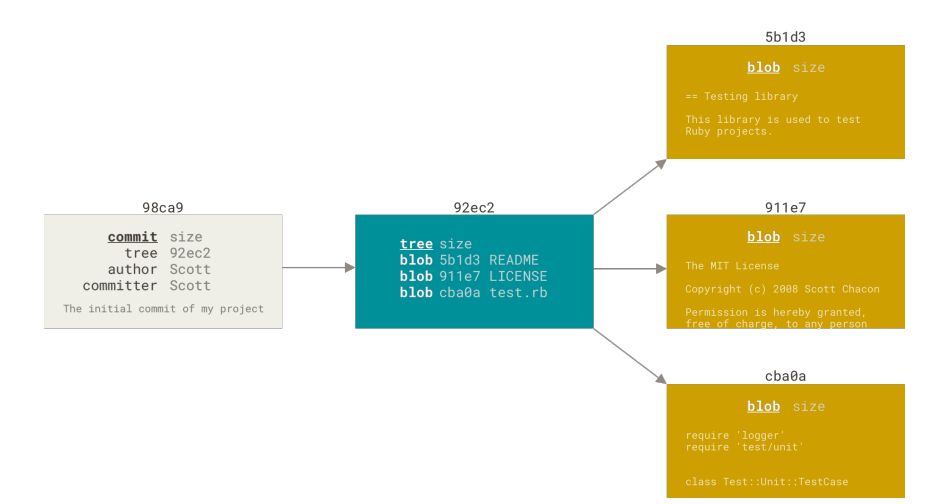 98ca9
commit size
tree 92ec2
author Scott
committer Scott
The initial commit of my project
92ec2
tree size
blob 5b1d3 README
blob 911e7 LICENSE
blob cba0a test.rb
5b1d3
blob size
== Testing library
This library is used to test
Ruby projects.
911e7
blob size
The MIT License
Copyright (c) 2008 Scott Chacon
Permission is hereby granted,
free of charge, to any person
cba0a
blob size
require 'logger'
require 'test/unit'
class Test::Unit::TestCase